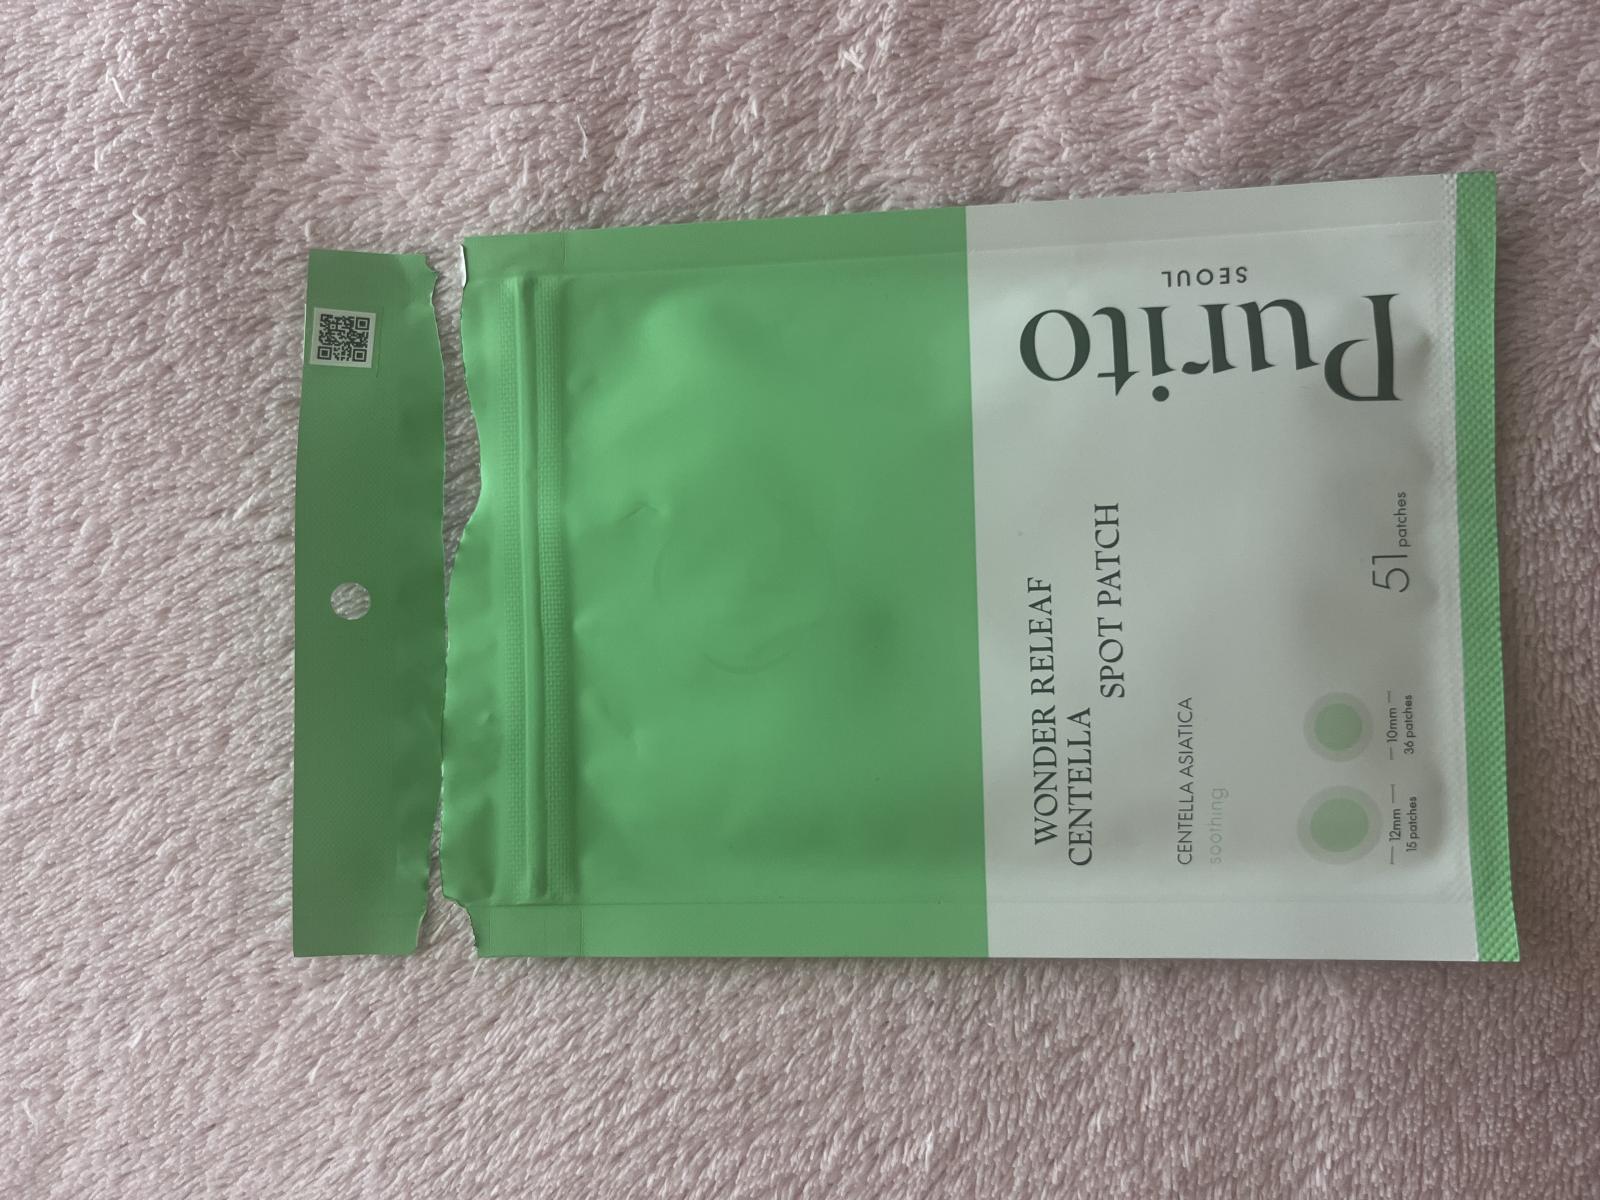 WONDER RELEAF
CENTELLA
SPOT PATCH
CENTELLA ASIATICA
soothing
12mm
15 patches
10mm
36 patches
51 patches
Purito
SEOUL